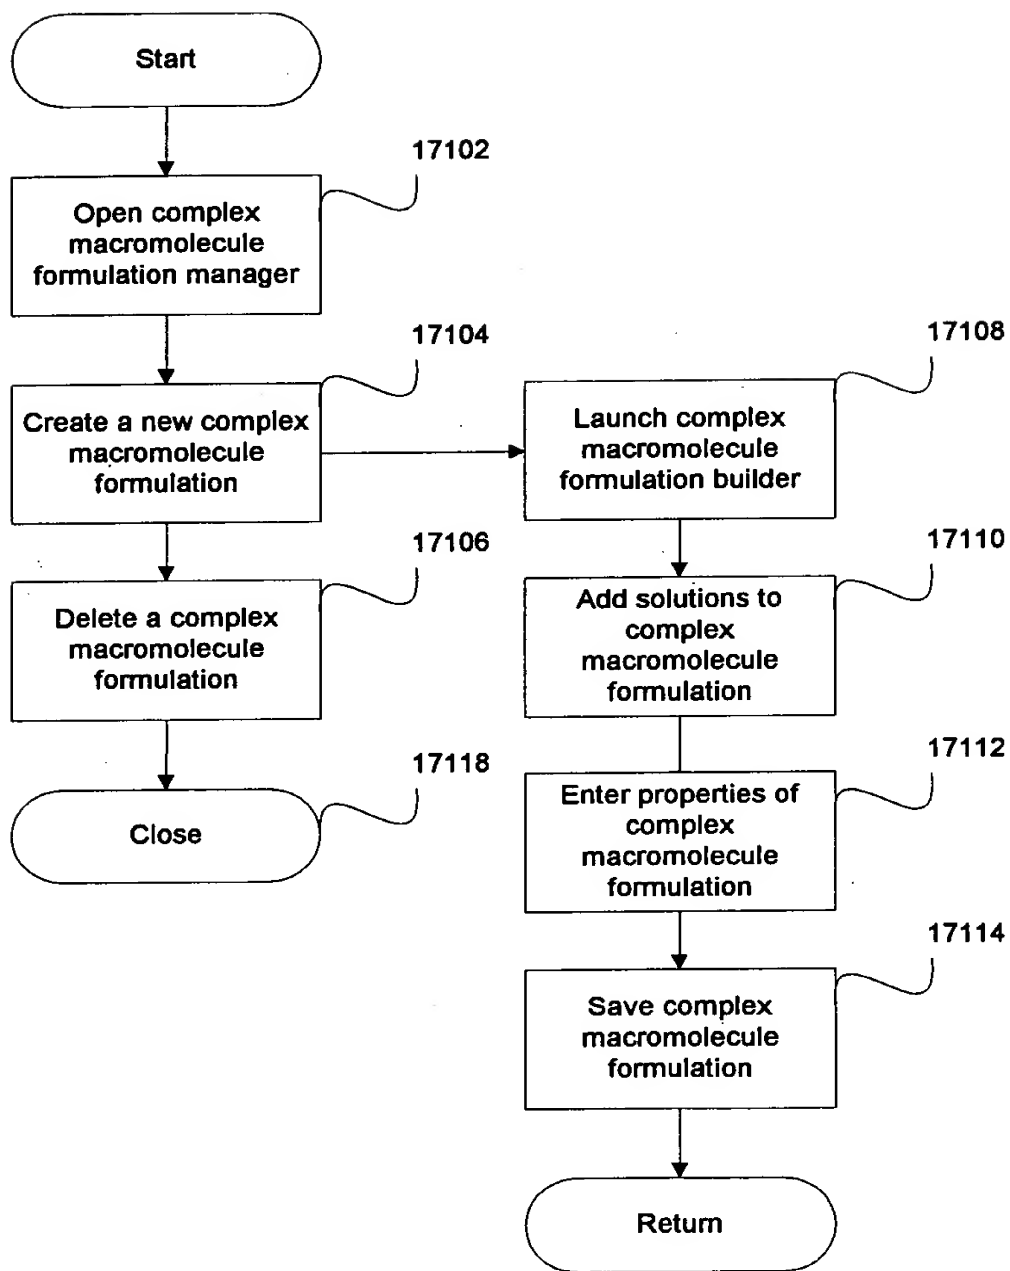 Start
17102
Open complex
macromolecule
formulation manager
17104
Create a new complex
macromolecule
formulation
17106
Delete a complex
macromolecule
formulation
17118
Close
17108
Launch complex
macromolecule
formulation builder
17110
Add solutions to
complex
macromolecule
formulation
17112
Enter properties of
complex
macromolecule
formulation
17114
Save complex
macromolecule
formulation
Return